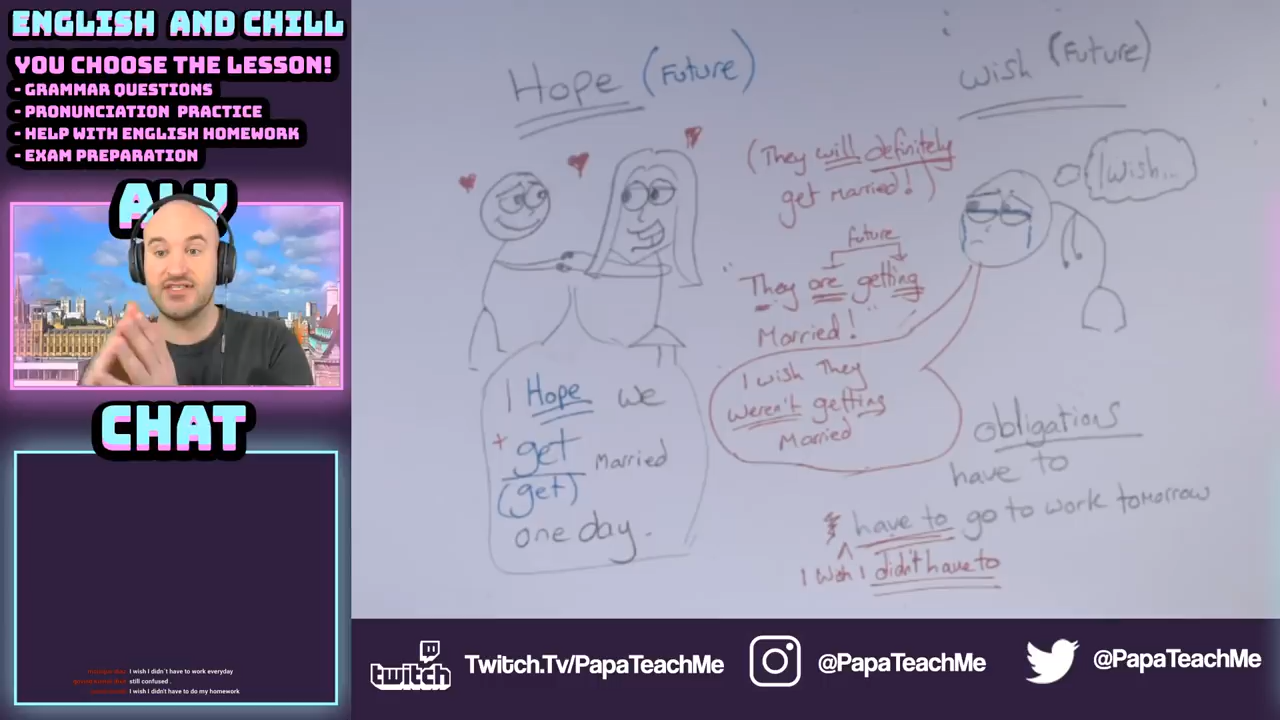 ENGLISH AND CHILL
YOU CHOOSE THE LESSON!
- GRAMMAR QUESTIONS
- PRONUNCIATION PRACTICE
- HELP WITH ENGLISH HOMEWORK
- EXAM PREPARATION
ALY
CHAT
I wish I didn't have to work everyday
still confused .
I wish I didn't have to do my homework
Hope (Future)
wish (Future)
(They will definitely
get married!)
I wish...
future
"They are getting
Married!"
I wish They
weren't getting
Married
I Hope we
+ get Married
(get)
one day.
obligations
have to
have to go to work tomorrow
I wish I didn't have to
twitch
Twitch.Tv/PapaTeachMe
@PapaTeachMe
@PapaTeachMe